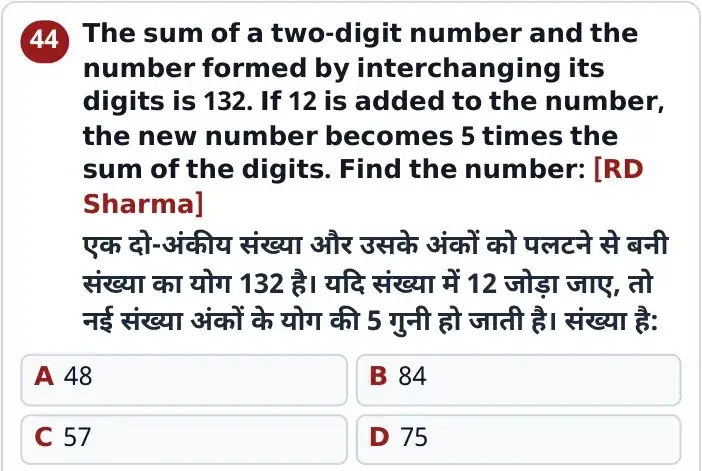 44 The sum of a two-digit number and the
number formed by interchanging its
digits is 132. If 12 is added to the number,
the new number becomes 5 times the
sum of the digits. Find the number: [RD
Sharma]
एक दो-अंकीय संख्या और उसके अंकों को पलटने से बनी
संख्या का योग 132 है। यदि संख्या में 12 जोड़ा जाए, तो
नई संख्या अंकों के योग की 5 गुनी हो जाती है। संख्या है:
A 48
B 84
C 57
D 75